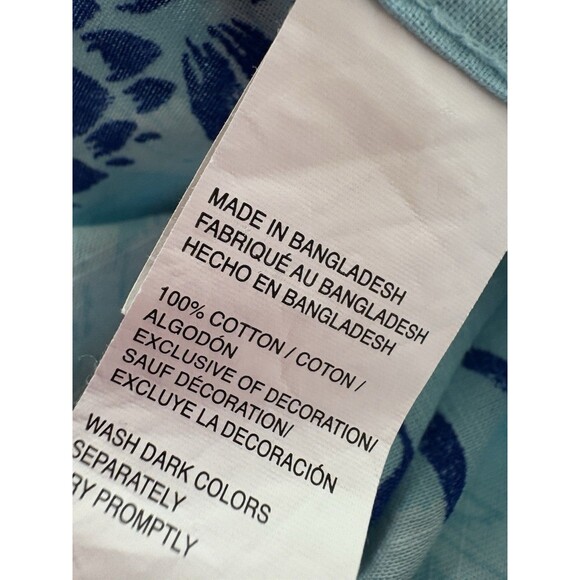 MADE IN BANGLADESH
FABRIQUÉ AU BANGLADESH
HECHO EN BANGLADESH
100% COTTON / COTON /
ALGODÓN
EXCLUSIVE OF DECORATION/
SAUF DÉCORATION/
EXCLUYE LA DECORACIÓN
WASH DARK COLORS
SEPARATELY
RY PROMPTLY